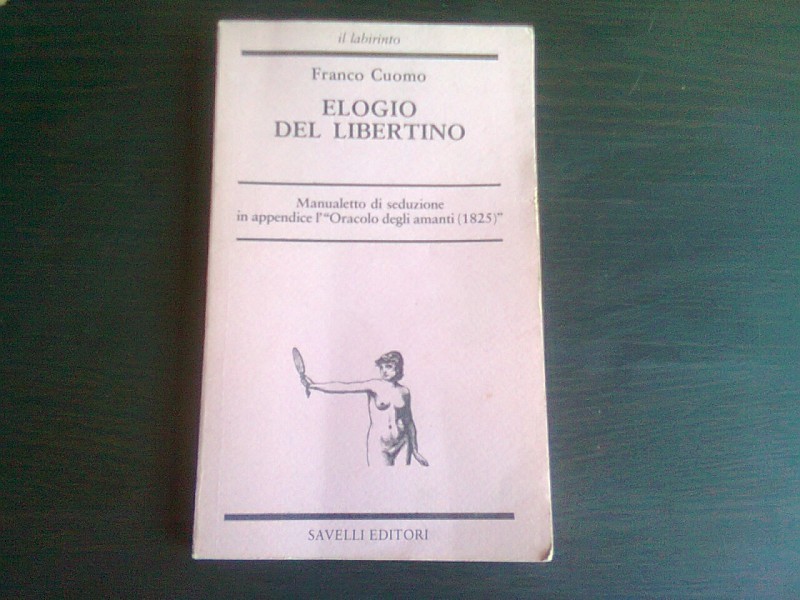 il labirinto
Franco Cuomo
ELOGIO
DEL LIBERTINO
Manualetto di seduzione
in appendice l'“Oracolo degli amanti (1825)”
SAVELLI EDITORI